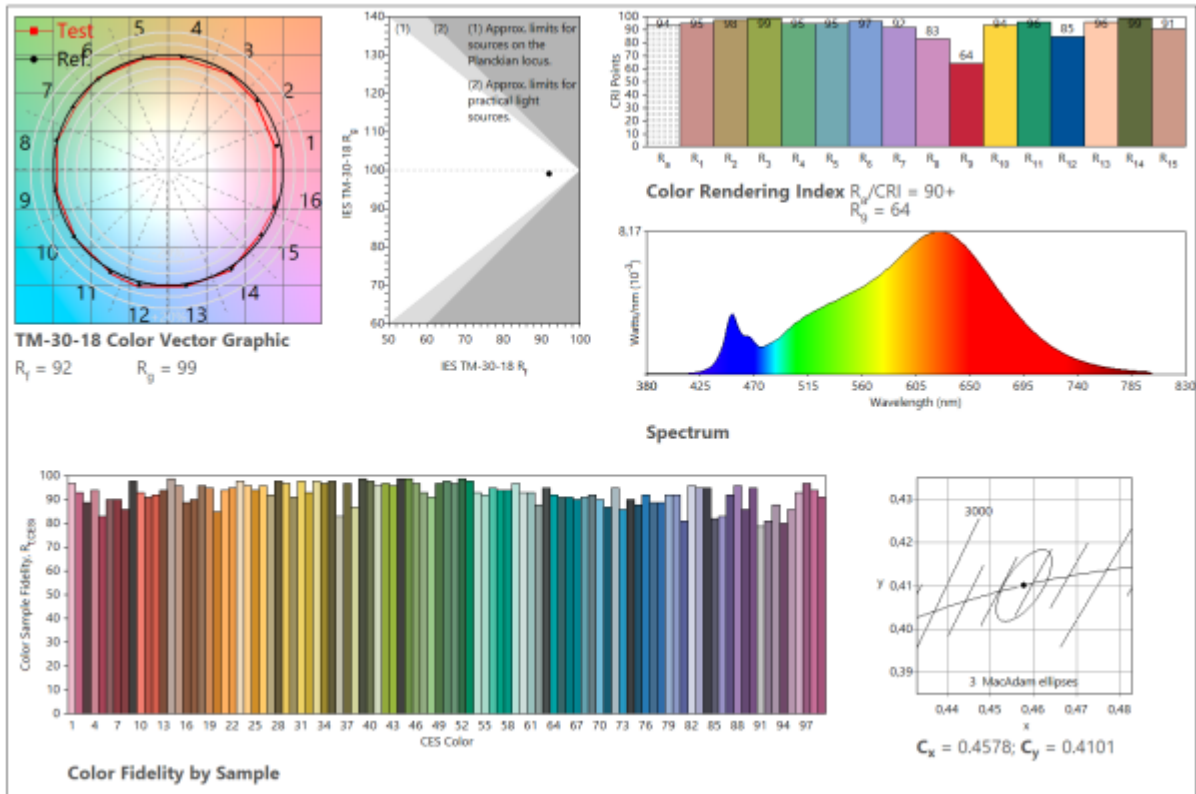 Test
Ref.
1
2
3
4
5
6
7
8
9
10
11
12
13
14
15
16
TM-30-18 Color Vector Graphic
Rf = 92 Rg = 99
IES TM-30-18 Rg
140
130
120
110
100
90
80
70
60
(1) (2) (1) Approx. limits for
sources on the
Planckian locus.
(2) Approx. limits for
practical light
sources.
50 60 70 80 90 100
IES TM-30-18 Rf
CRI Points
100
90
80
70
60
50
40
30
20
10
0
94 95 98 99 95 95 97 92 83 64 94 96 85 96 99 91
Ra R1 R2 R3 R4 R5 R6 R7 R8 R9 R10 R11 R12 R13 R14 R15
Color Rendering Index Ra/CRI = 90+
R9 = 64
8.17
Watts/nm (10⁻³)
0
380 425 470 515 560 605 650 695 740 785 830
Wavelength (nm)
Spectrum
Color Sample Fidelity, Rf,CESi
100
90
80
70
60
50
40
30
20
10
0
1 4 7 10 13 16 19 22 25 28 31 34 37 40 43 46 49 52 55 58 61 64 67 70 73 76 79 82 85 88 91 94 97
CES Color
Color Fidelity by Sample
0,43
0,42
0,41
0,40
0,39
y
3000
3 MacAdam ellipses
0,44 0,45 0,46 0,47 0,48
x
Cx = 0.4578; Cy = 0.4101